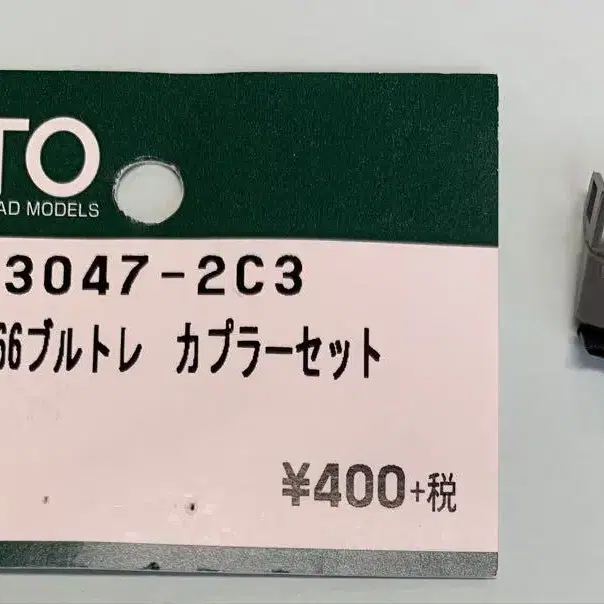 TO
AD MODELS
3047-2C3
66ブルトレ カプラーセット
¥400+税